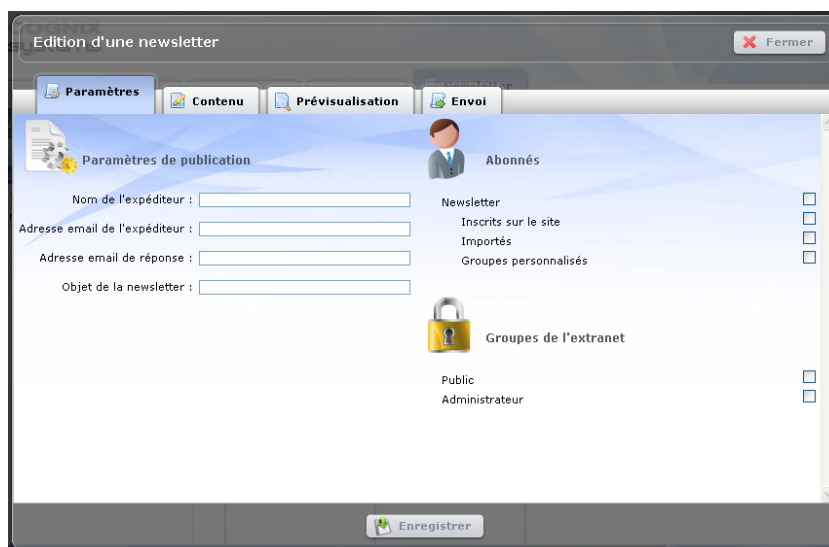 COGNIX
Edition d'une newsletter
Fermer
Paramètres
Contenu
Prévisualisation
Envoi
Paramètres de publication
Nom de l'expéditeur :
Adresse email de l'expéditeur :
Adresse email de réponse :
Objet de la newsletter :
Abonnés
Newsletter
Inscrits sur le site
Importés
Groupes personnalisés
Groupes de l'extranet
Public
Administrateur
Enregistrer